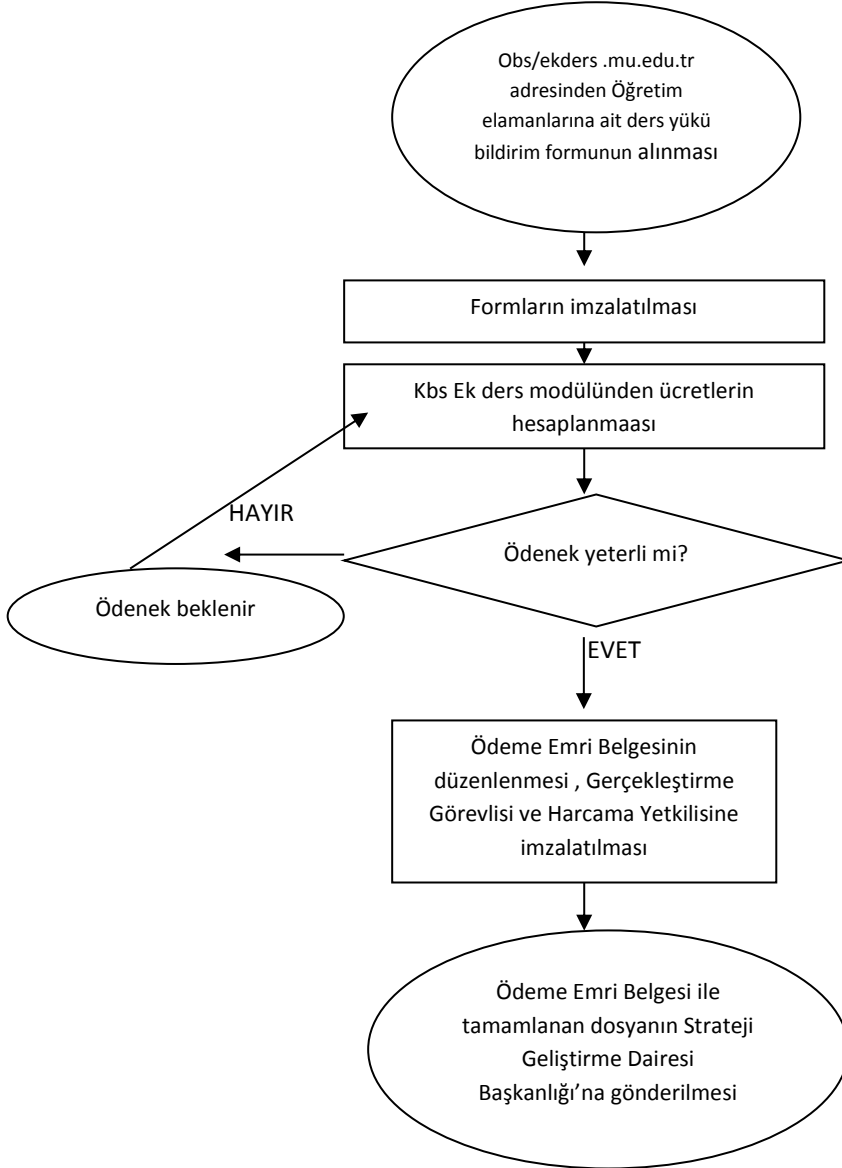 Obs/ekders .mu.edu.tr
adresinden Öğretim
elamanlarına ait ders yükü
bildirim formunun alınması
Formların imzalatılması
Kbs Ek ders modülünden ücretlerin
hesaplanmaası
HAYIR
Ödenek yeterli mi?
Ödenek beklenir
EVET
Ödeme Emri Belgesinin
düzenlenmesi , Gerçekleştirme
Görevlisi ve Harcama Yetkilisine
imzalatılması
Ödeme Emri Belgesi ile
tamamlanan dosyanın Strateji
Geliştirme Dairesi
Başkanlığı’na gönderilmesi